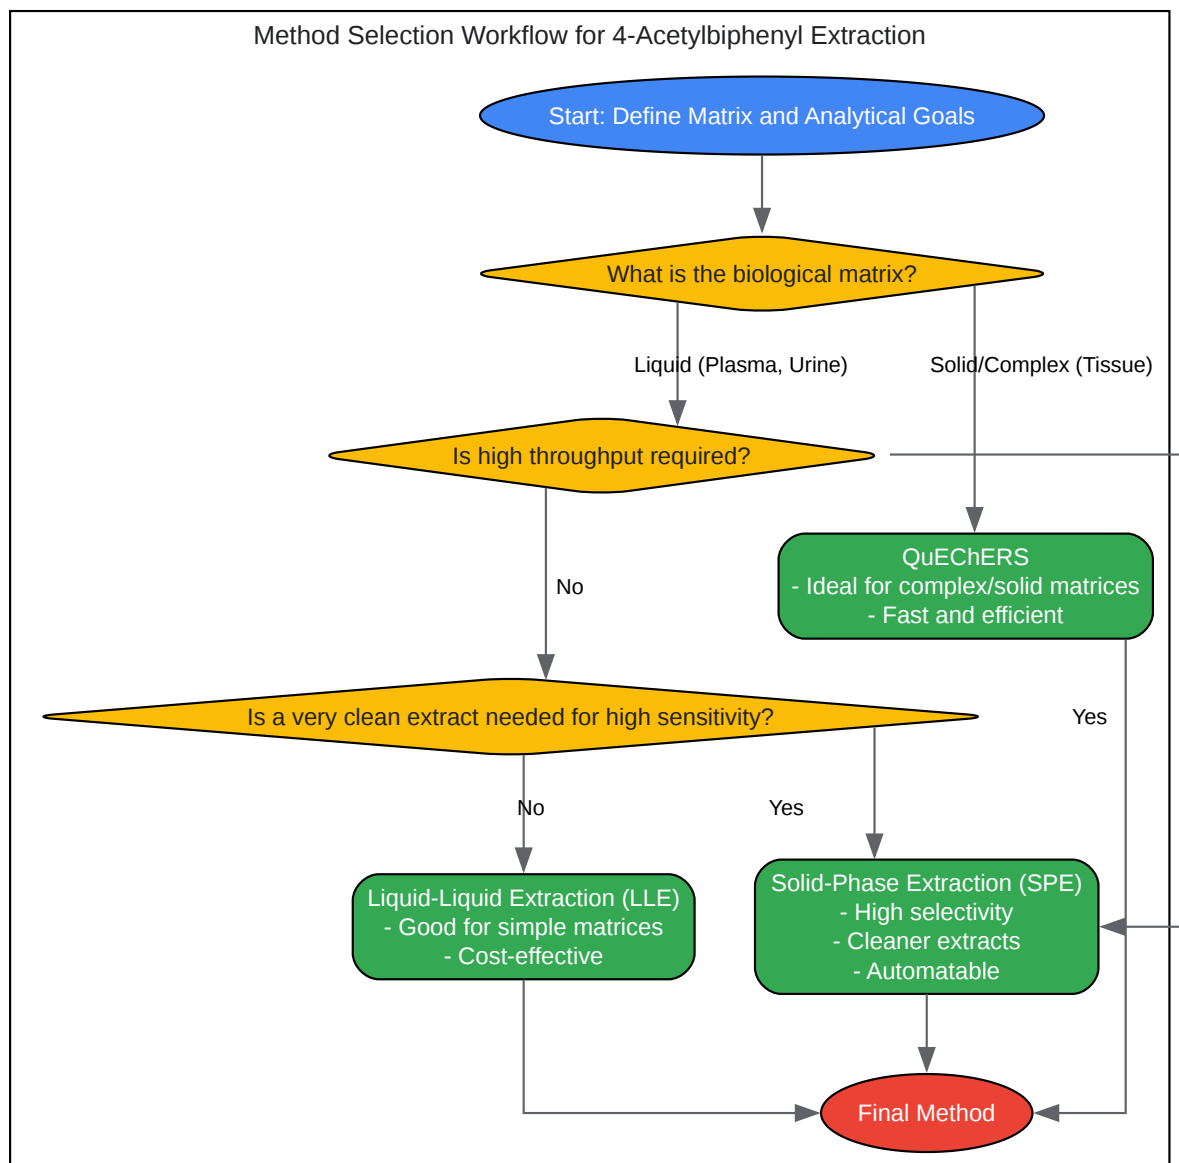 Method Selection Workflow for 4-Acetylbiphenyl Extraction
Start: Define Matrix and Analytical Goals
What is the biological matrix?
Liquid (Plasma, Urine)
Solid/Complex (Tissue)
Is high throughput required?
QuEChERS
- Ideal for complex/solid matrices
- Fast and efficient
No
Is a very clean extract needed for high sensitivity?
Yes
No
Yes
Liquid-Liquid Extraction (LLE)
- Good for simple matrices
- Cost-effective
Solid-Phase Extraction (SPE)
- High selectivity
- Cleaner extracts
- Automatable
Final Method